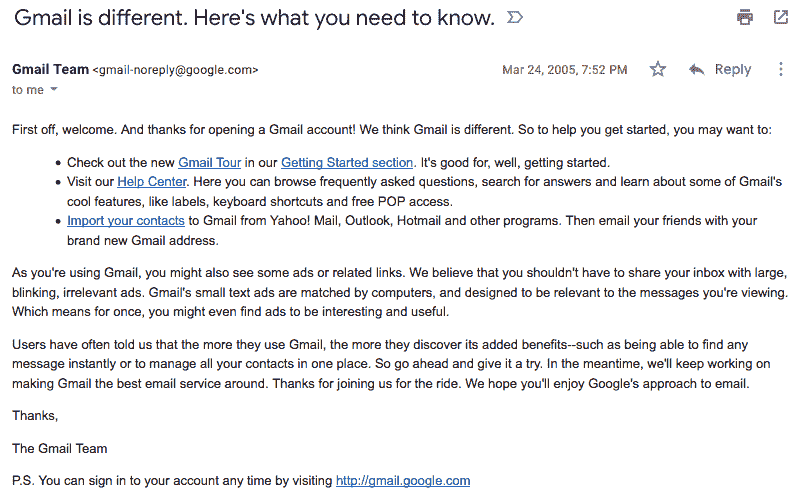 Gmail is different. Here's what you need to know.
Gmail Team <gmail-noreply@google.com>
Mar 24, 2005, 7:52 PM
Reply
to me
First off, welcome. And thanks for opening a Gmail account! We think Gmail is different. So to help you get started, you may want to:
• Check out the new Gmail Tour in our Getting Started section. It's good for, well, getting started.
• Visit our Help Center. Here you can browse frequently asked questions, search for answers and learn about some of Gmail's
cool features, like labels, keyboard shortcuts and free POP access.
• Import your contacts to Gmail from Yahoo! Mail, Outlook, Hotmail and other programs. Then email your friends with your
brand new Gmail address.
As you're using Gmail, you might also see some ads or related links. We believe that you shouldn't have to share your inbox with large,
blinking, irrelevant ads. Gmail's small text ads are matched by computers, and designed to be relevant to the messages you're viewing.
Which means for once, you might even find ads to be interesting and useful.
Users have often told us that the more they use Gmail, the more they discover its added benefits--such as being able to find any
message instantly or to manage all your contacts in one place. So go ahead and give it a try. In the meantime, we'll keep working on
making Gmail the best email service around. Thanks for joining us for the ride. We hope you'll enjoy Google's approach to email.
Thanks,
The Gmail Team
P.S. You can sign in to your account any time by visiting http://gmail.google.com